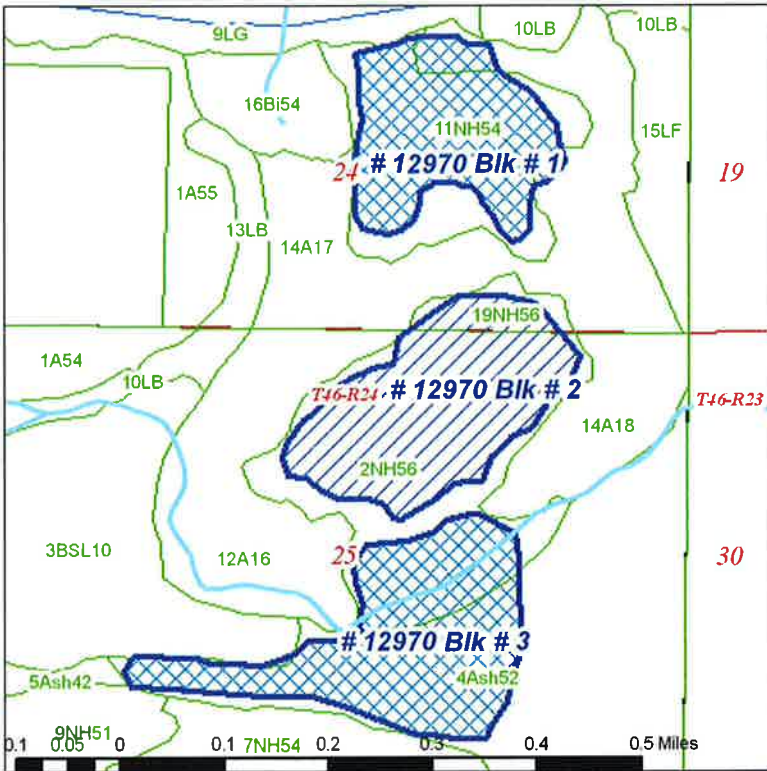 9LG
10LB
10LB
16Bi54
11NH54
15LF
24 # 12970 Blk # 1
19
1A55
13LB
14A17
19NH56
1A54
10LB
T46-R24 # 12970 Blk # 2
T46-R23
14A18
2NH56
3BSL10
12A16
25
30
# 12970 Blk # 3
5Ash42
4Ash52
9NH51
7NH54
0.1 0.05 0 0.1 0.2 0.3 0.4 0.5 Miles